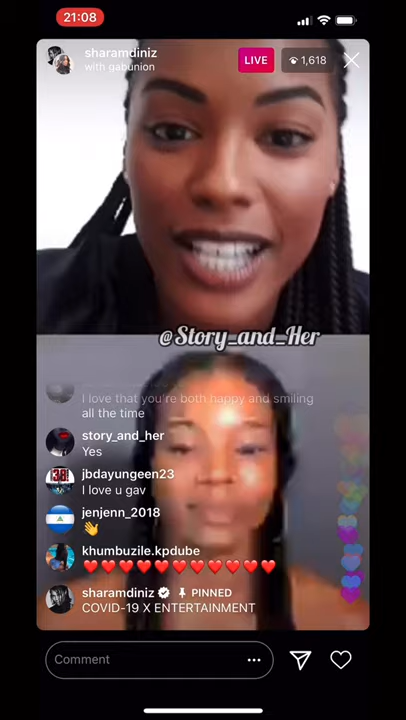 21:08
sharamdiniz
with gabunion
LIVE
1,618
@Story_and_Her
I love that you're both happy and smiling
all the time
story_and_her
Yes
jbdayungeen23
I love u gav
jenjenn_2018
👋
khumbuzile.kpdube
❤️❤️❤️❤️❤️❤️❤️❤️❤️❤️❤️
sharamdiniz PINNED
COVID-19 X ENTERTAINMENT
Comment